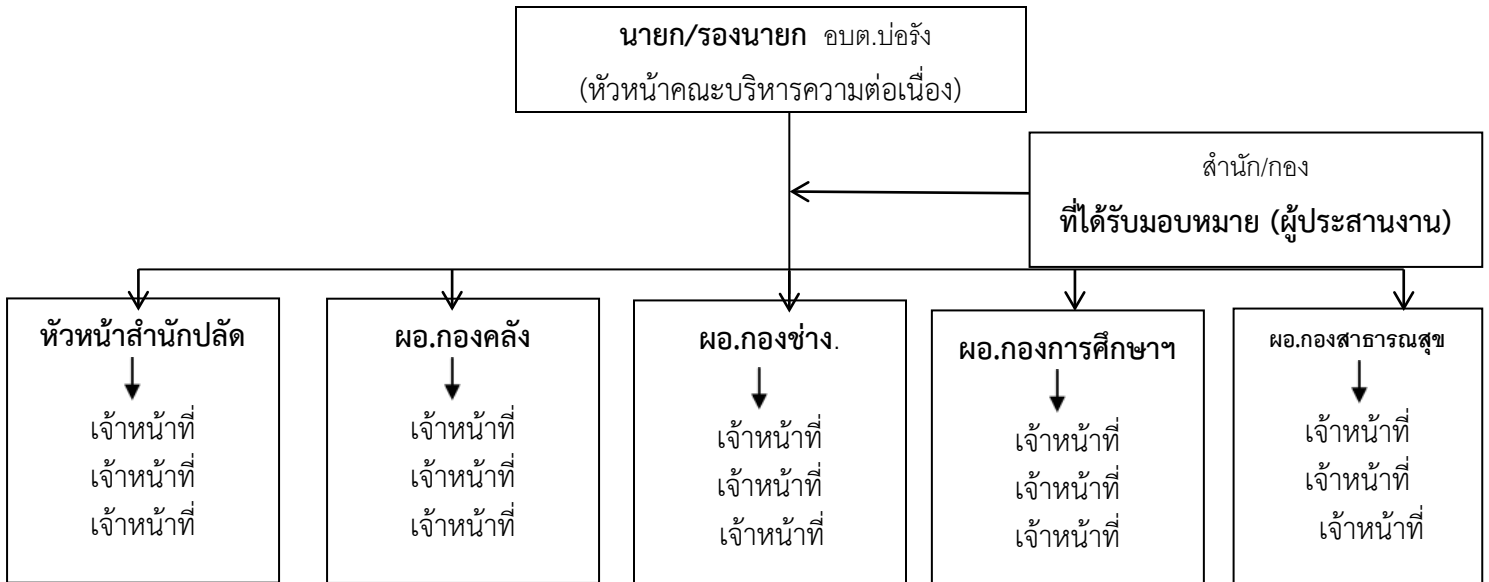 นายก/รองนายก อบต.บ่อรัง
(หัวหน้าคณะบริหารความต่อเนื่อง)
สำนัก/กอง
ที่ได้รับมอบหมาย (ผู้ประสานงาน)
หัวหน้าสำนักปลัด
เจ้าหน้าที่
เจ้าหน้าที่
เจ้าหน้าที่
ผอ.กองคลัง
เจ้าหน้าที่
เจ้าหน้าที่
เจ้าหน้าที่
ผอ.กองช่าง.
เจ้าหน้าที่
เจ้าหน้าที่
เจ้าหน้าที่
ผอ.กองการศึกษาฯ
เจ้าหน้าที่
เจ้าหน้าที่
เจ้าหน้าที่
ผอ.กองสาธารณสุข
เจ้าหน้าที่
เจ้าหน้าที่
เจ้าหน้าที่